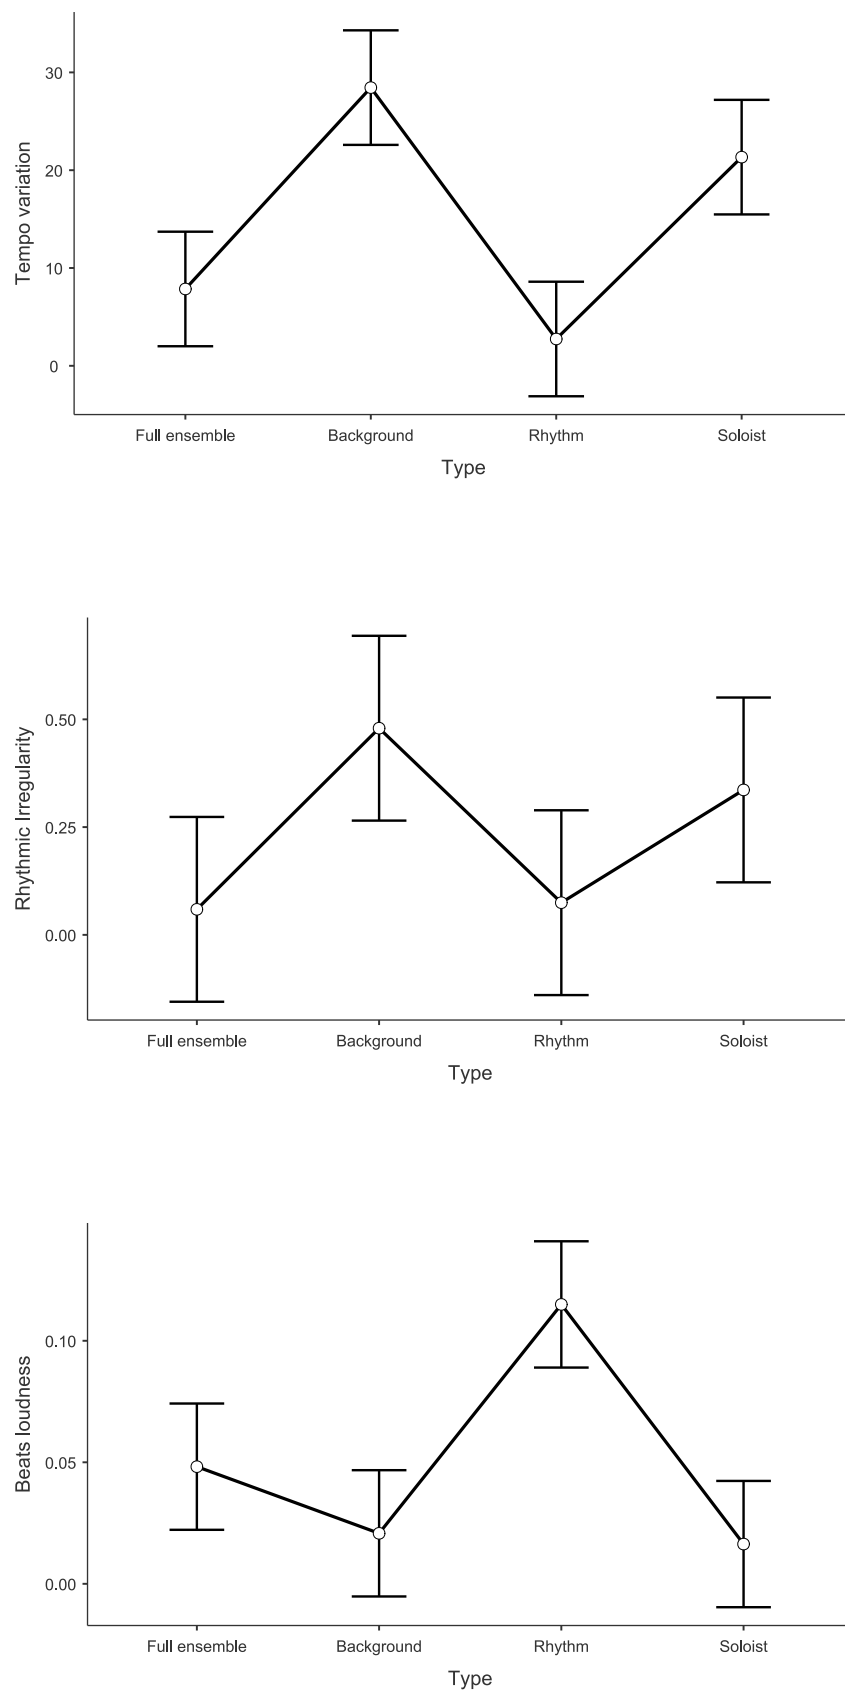 Tempo variation
30
20
10
0
Full ensemble Background Rhythm Soloist
Type
Rhythmic Irregularity
0.50
0.25
0.00
Full ensemble Background Rhythm Soloist
Type
Beats loudness
0.10
0.05
0.00
Full ensemble Background Rhythm Soloist
Type